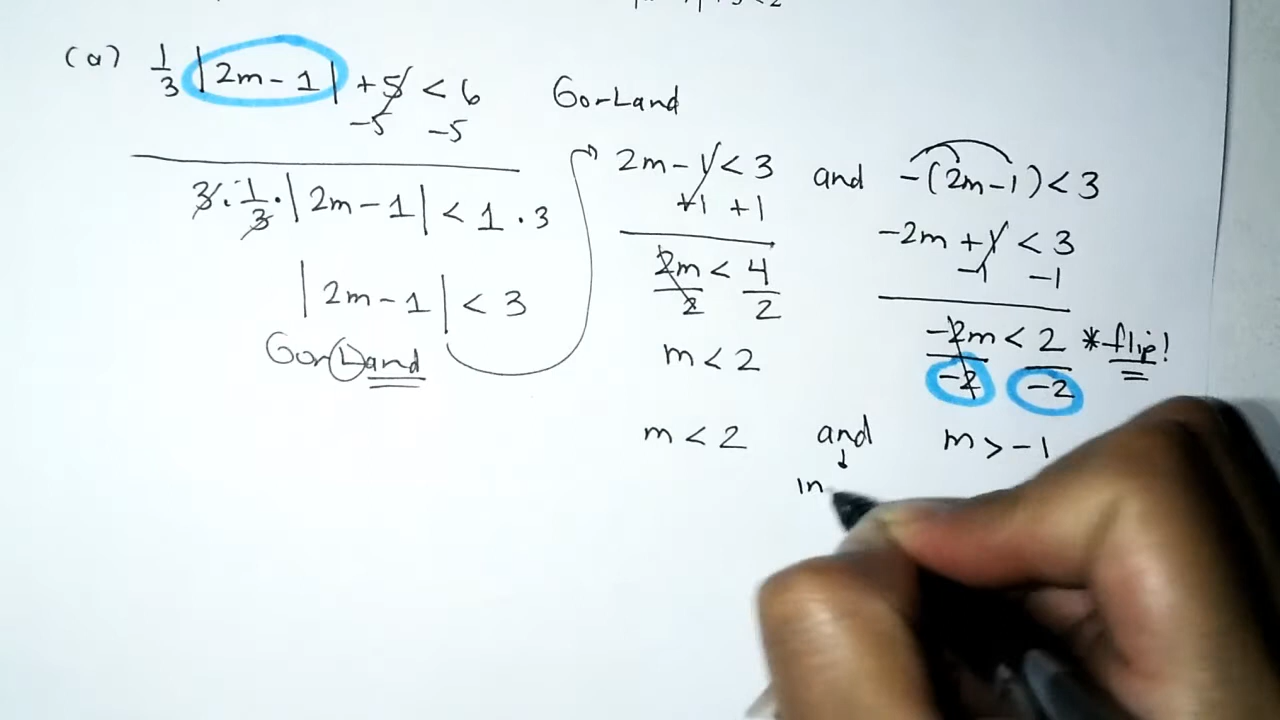 (a) 1/3 |2m - 1| + 5 < 6
-5 -5
3 · 1/3 · |2m - 1| < 1 · 3
|2m - 1| < 3
GorLand
GorLand
2m - 1 < 3 and -(2m - 1) < 3
+1 +1
2m < 4
2 2
m < 2
-2m + 1 < 3
-1 -1
-2m < 2 *flip!
-2 -2
m < 2 and m > -1
↓
in